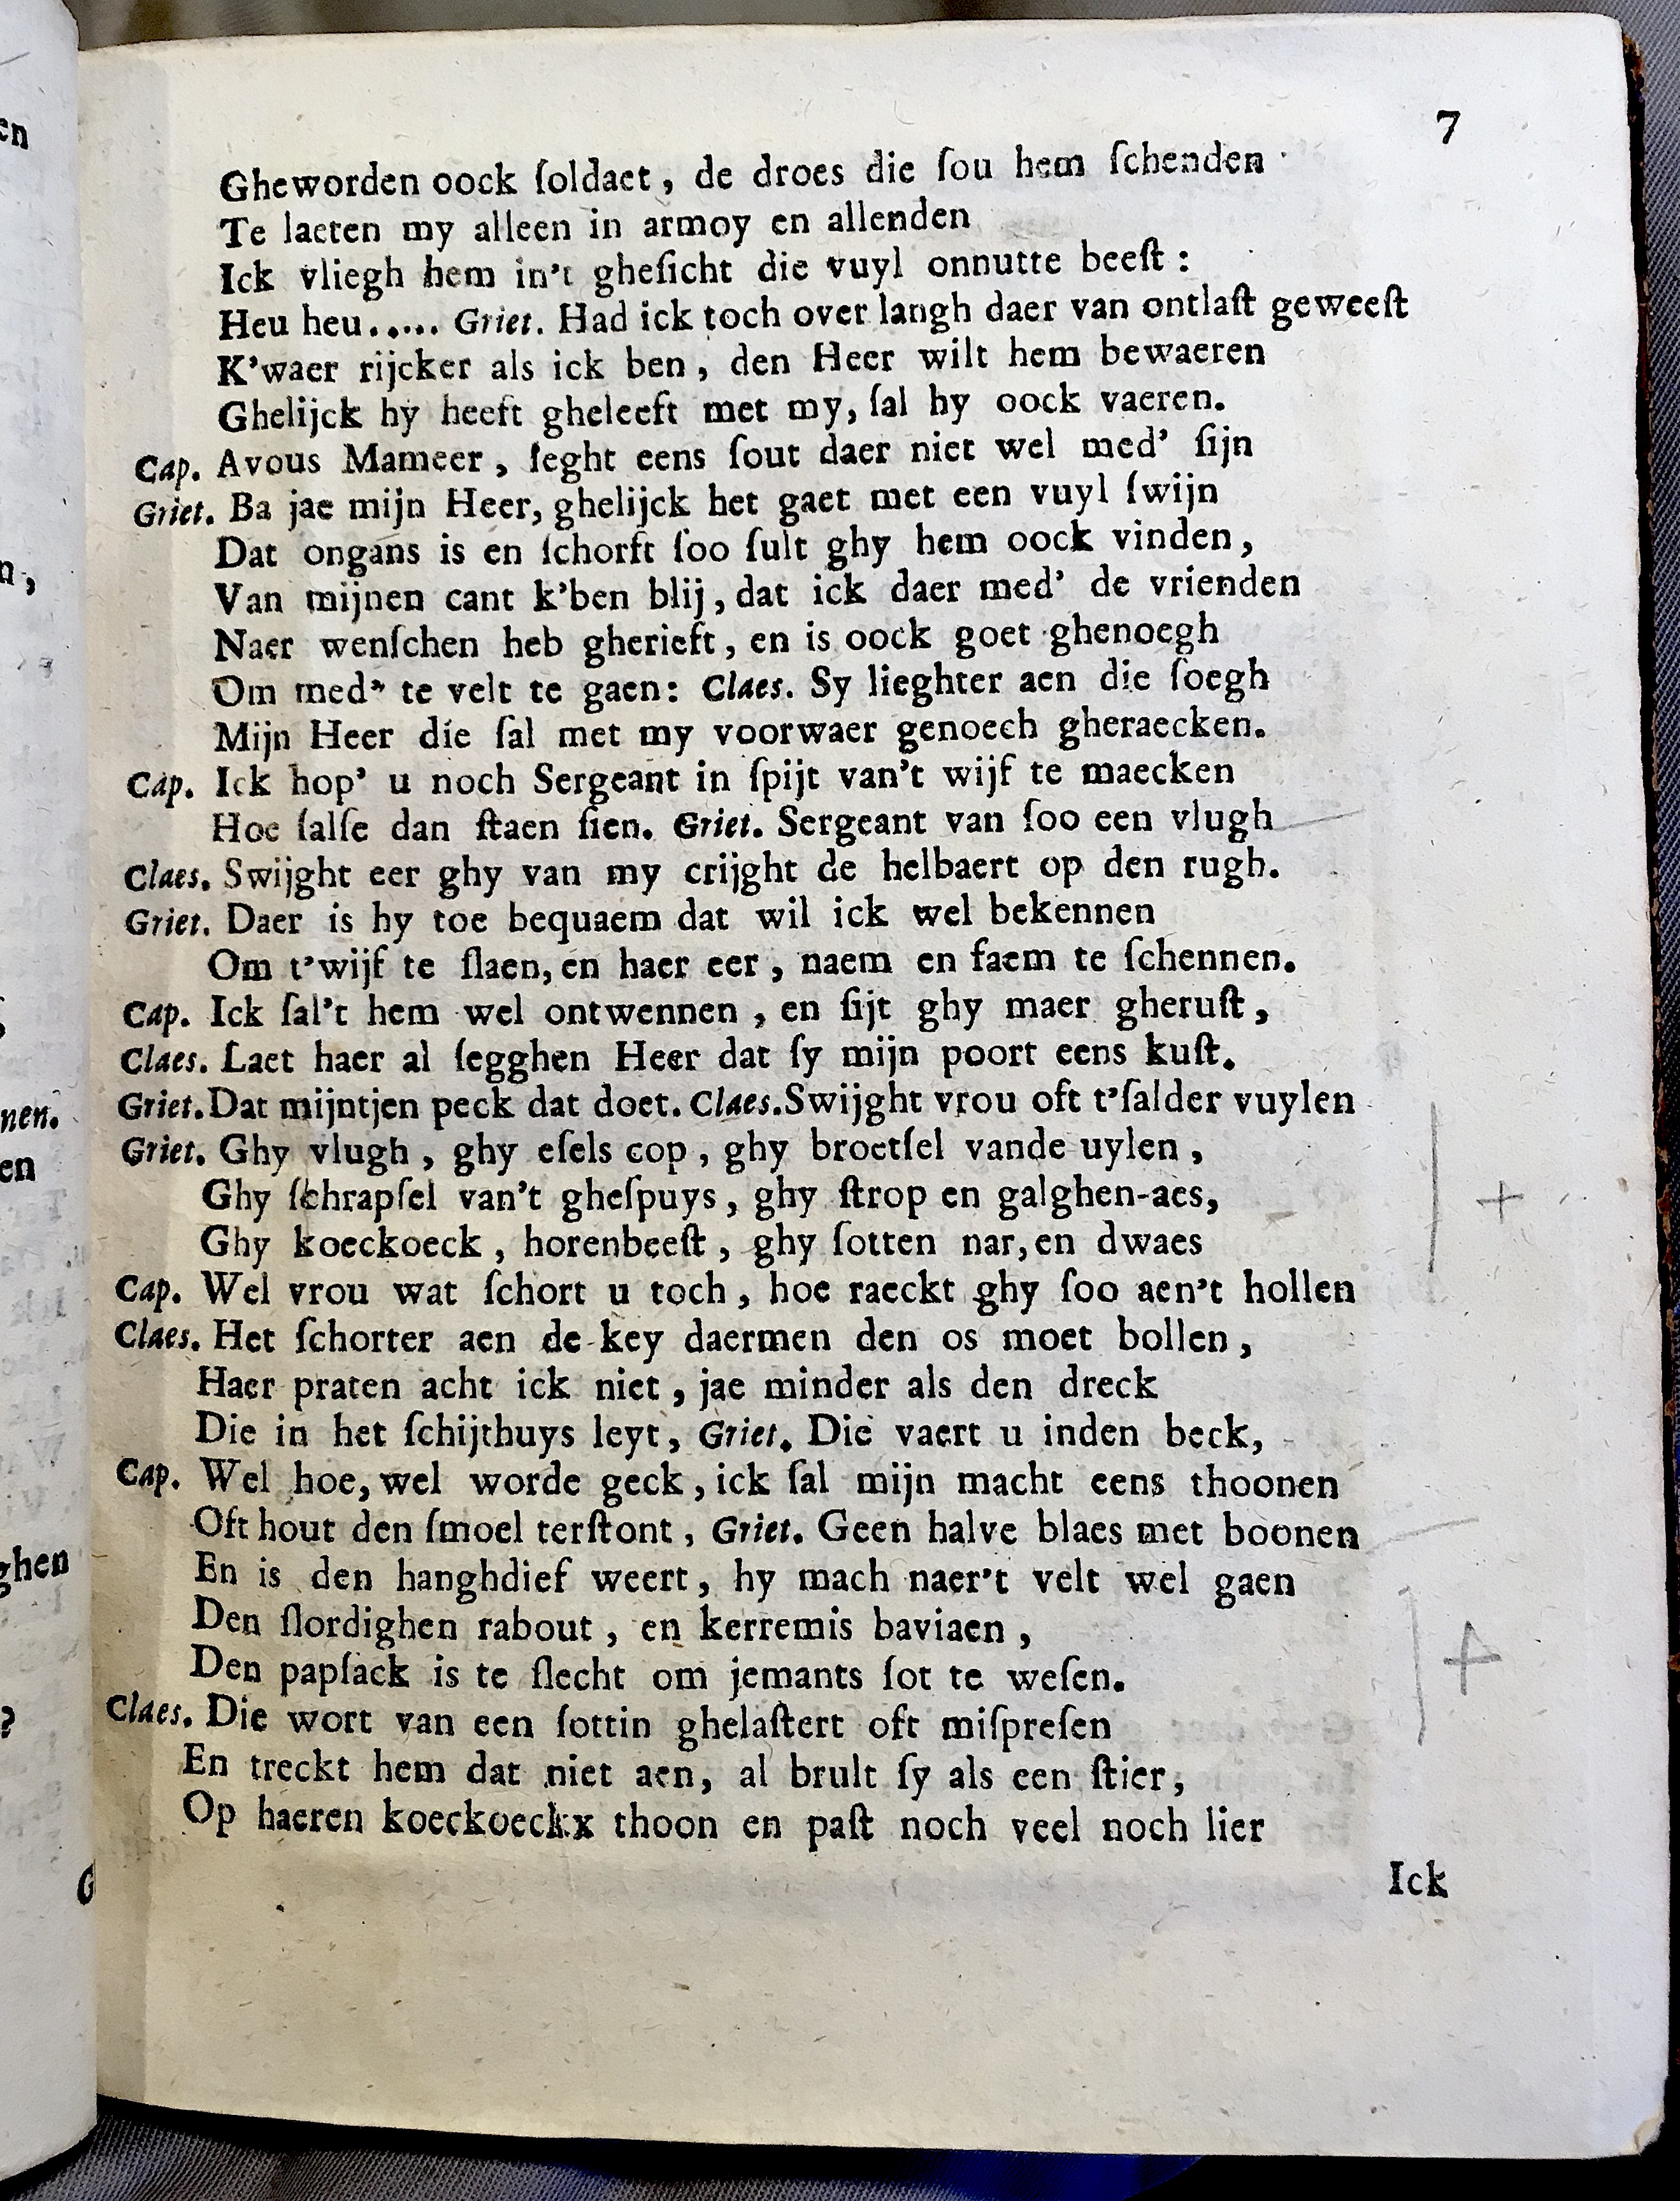 7
Gheworden oock ſoldaet, de droes die ſou hem ſchenden
Te laeten my alleen in armoy en allenden
Ick vliegh hem in't gheſicht die vuyl onnutte beeſt :
Heu heu...... Griet. Had ick toch over langh daer van ontlaſt geweeſt
K'waer rijcker als ick ben, den Heer wilt hem bewaeren
Ghelijck hy heeft gheleeft met my, ſal hy oock vaeren.
Cap. Avous Mameer, ſeght eens ſout daer niet wel med' ſijn
Griet. Ba jae mijn Heer, ghelijck het gaet met een vuyl ſwijn
Dat ongans is en ſchorft ſoo ſult ghy hem oock vinden,
Van mijnen cant k'ben blij, dat ick daer med' de vrienden
Naer wenſchen heb gherieft, en is oock goet ghenoegh
Om med' te velt te gaen: Claes. Sy lieghter aen die ſoegh
Mijn Heer die ſal met my voorwaer genoech gheraecken.
Cap. Ick hop' u noch Sergeant in ſpijt van't wijf te maecken
Hoe ſalſe dan ſtaen ſien. Griet. Sergeant van ſoo een vlugh
Claes. Swijght eer ghy van my crijght de helbaert op den rugh.
Griet. Daer is hy toe bequaem dat wil ick wel bekennen
Om t'wijf te ſlaen, en haer eer, naem en faem te ſchennen.
Cap. Ick ſal't hem wel ontwennen, en ſijt ghy maer gheruſt,
Claes. Laet haer al ſegghen Heer dat ſy mijn poort eens kuſt.
Griet. Dat mijntjen peck dat doet. Claes. Swijght vrou oft t'ſalder vuylen
Griet. Ghy vlugh, ghy eſels cop, ghy broetſel vande uylen,
Ghy ſchrapſel van't gheſpuys, ghy ſtrop en galghen-aes,
Ghy koeckoeck, horenbeeſt, ghy ſotten nar, en dwaes
Cap. Wel vrou wat ſchort u toch, hoe raeckt ghy ſoo aen't hollen
Claes. Het ſchorter aen de key daermen den os moet bollen,
Haer praten acht ick niet, jae minder als den dreck
Die in het ſchijthuys leyt, Griet. Die vaert u inden beck,
Cap. Wel hoe, wel worde geck, ick ſal mijn macht eens thoonen
Oft hout den ſmoel terſtont, Griet. Geen halve blaes met boonen
En is den hanghdief weert, hy mach naer't velt wel gaen
Den ſlordighen rabout, en kerremis baviaen,
Den papſack is te ſlecht om jemants ſot te weſen.
Claes. Die wort van een ſottin ghelaſtert oft miſpreſen
En treckt hem dat niet aen, al brult ſy als een ſtier,
Op haeren koeckoeckx thoon en paſt noch veel noch lier
Ick